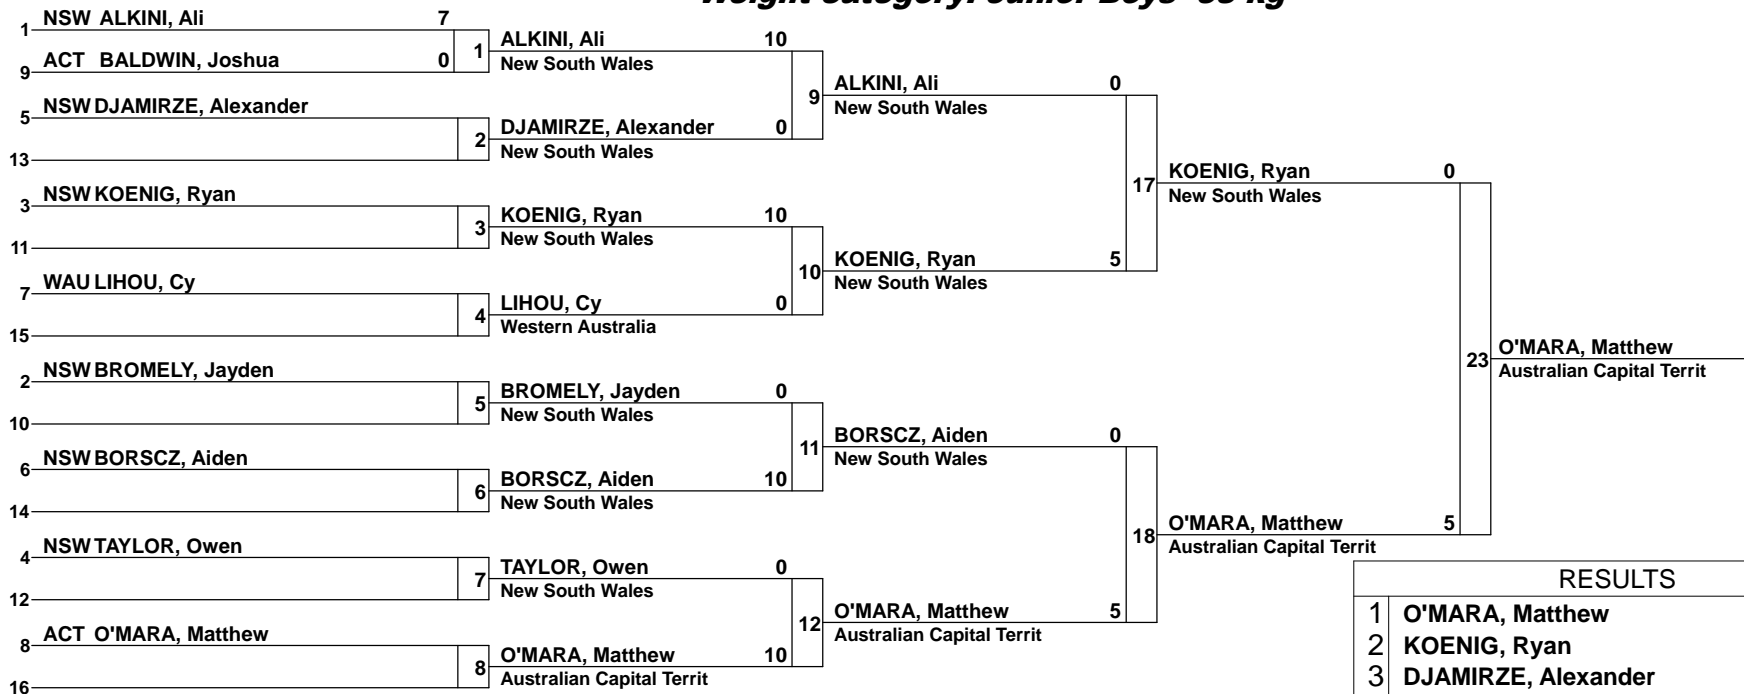 1 NSW ALKINI, Ali 7
9 ACT BALDWIN, Joshua 0
5 NSW DJAMIRZE, Alexander
13
3 NSW KOENIG, Ryan
11
7 WAU LIHOU, Cy
15
2 NSW BROMELY, Jayden
10
6 NSW BORSCZ, Aiden
14
4 NSW TAYLOR, Owen
12
8 ACT O'MARA, Matthew
16
1 ALKINI, Ali 10
New South Wales
2 DJAMIRZE, Alexander 0
New South Wales
3 KOENIG, Ryan 10
New South Wales
4 LIHOU, Cy 0
Western Australia
5 BROMELY, Jayden 0
New South Wales
6 BORSCZ, Aiden 10
New South Wales
7 TAYLOR, Owen 0
New South Wales
8 O'MARA, Matthew 10
Australian Capital Territ
9 ALKINI, Ali 0
New South Wales
10 KOENIG, Ryan 5
New South Wales
11 BORSCZ, Aiden 0
New South Wales
12 O'MARA, Matthew 5
Australian Capital Territ
17 KOENIG, Ryan 0
New South Wales
18 O'MARA, Matthew 5
Australian Capital Territ
23 O'MARA, Matthew
Australian Capital Territ
RESULTS
1 O'MARA, Matthew
2 KOENIG, Ryan
3 DJAMIRZE, Alexander